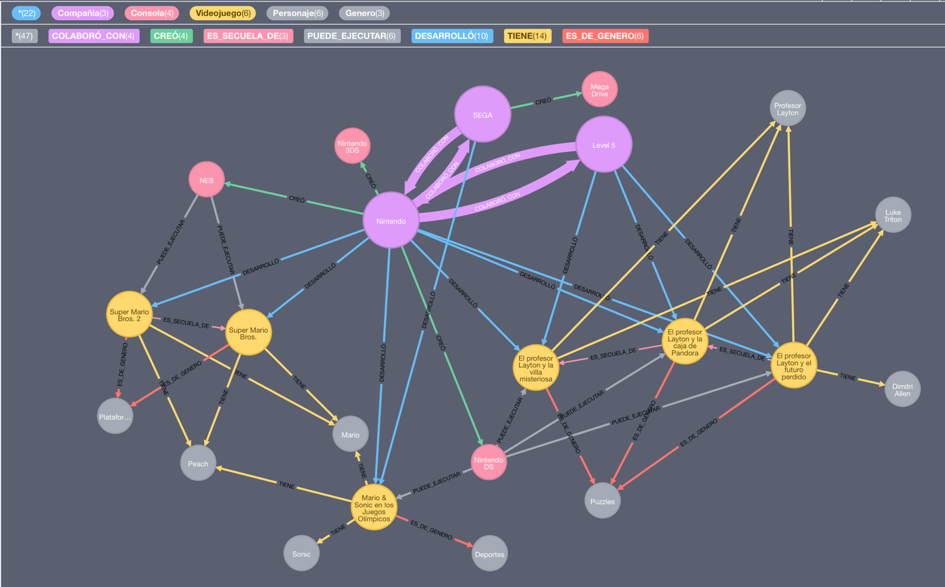 *(22) Compañía(3) Consola(4) Videojuego(6) Personaje(6) Genero(3)
*(47) COLABORÓ_CON(4) CREÓ(4) ES_SECUELA_DE(3) PUEDE_EJECUTAR(6) DESARROLLÓ(10) TIENE(14) ES_DE_GENERO(6)
Mega
Drive
CREÓ
SEGA
Profesor
Layton
Nintendo
3DS
Level 5
COLABORÓ_CON
COLABORÓ_CON
COLABORÓ_CON
COLABORÓ_CON
NES
CREÓ
CREÓ
Nintendo
Luke
Triton
PUEDE_EJECUTAR
PUEDE_EJECUTAR
DESARROLLÓ
DESARROLLÓ
DESARROLLÓ
DESARROLLÓ
DESARROLLÓ
DESARROLLÓ
DESARROLLÓ
DESARROLLÓ
DESARROLLÓ
DESARROLLÓ
TIENE
TIENE
TIENE
TIENE
TIENE
TIENE
Super Mario
Bros. 2
ES_SECUELA_DE
Super Mario
Bros.
CREÓ
El profesor
Layton y la
villa
misteriosa
ES_SECUELA_DE
El profesor
Layton y la
caja de
Pandora
ES_SECUELA_DE
El profesor
Layton y el
futuro
perdido
TIENE
Dimitri
Allen
ES_DE_GENERO
ES_DE_GENERO
TIENE
TIENE
TIENE
TIENE
Platafor...
Mario
Peach
PUEDE_EJECUTAR
PUEDE_EJECUTAR
PUEDE_EJECUTAR
ES_DE_GENERO
ES_DE_GENERO
ES_DE_GENERO
Nintendo
DS
PUEDE_EJECUTAR
TIENE
TIENE
Mario &
Sonic en los
Juegos
Olímpicos
Puzzles
TIENE
ES_DE_GENERO
Sonic
Deportes